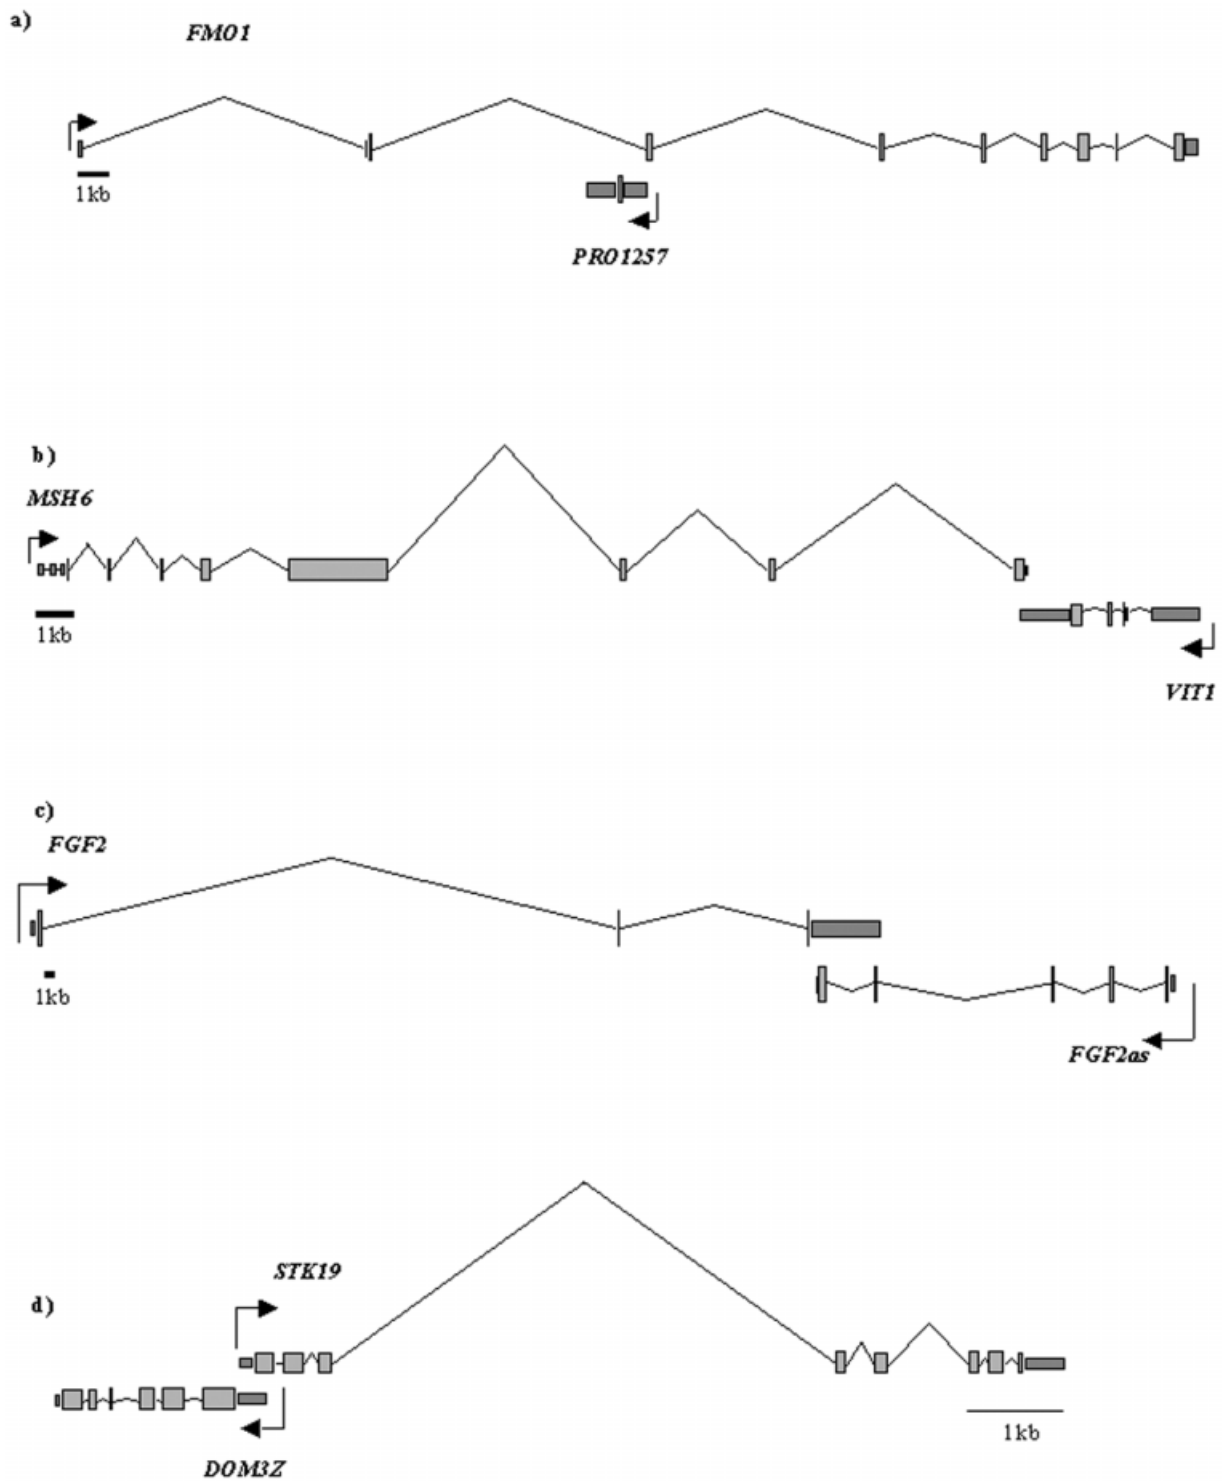 a)
FMO1
1kb
PRO1257
b)
MSH6
1kb
VIT1
c)
FGF2
1kb
FGF2as
STK19
d)
1kb
DOM3Z